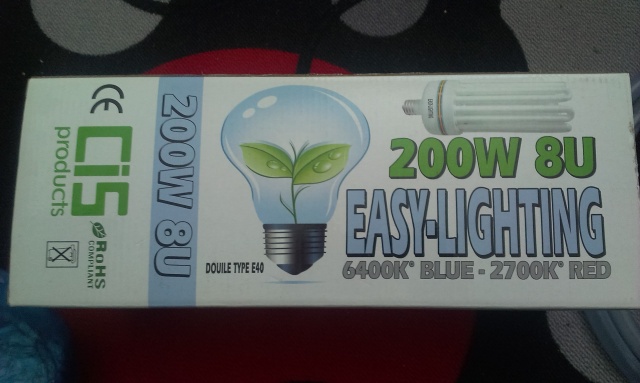 CE
CIS
products
RoHS
COMPLIANT
200W 8U
DOUILE TYPE E40
200W 8U
EASY-LIGHTING
6400K° BLUE - 2700K° RED